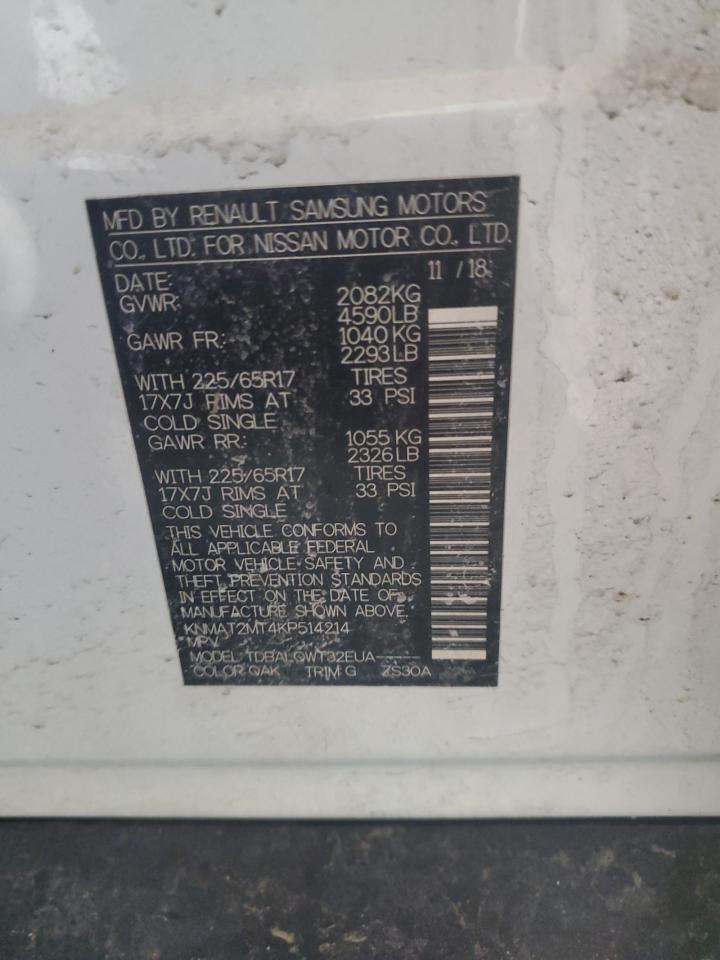 MFD BY RENAULT SAMSUNG MOTORS
CO., LTD. FOR NISSAN MOTOR CO., LTD.
DATE: 11 / 18
GVWR: 2082KG
4590LB
GAWR FR: 1040 KG
2293 LB
WITH 225/65R17 TIRES
17X7J RIMS AT 33 PSI
COLD SINGLE
GAWR RR: 1055 KG
2326 LB
WITH 225/65R17 TIRES
17X7J RIMS AT 33 PSI
COLD SINGLE
THIS VEHICLE CONFORMS TO
ALL APPLICABLE FEDERAL
MOTOR VEHICLE SAFETY AND
THEFT PREVENTION STANDARDS
IN EFFECT ON THE DATE OF
MANUFACTURE SHOWN ABOVE.
KNMAT2MT4KP514214
MPV
MODEL TDBALQWT32EUA-----
COLOR QAK TRIM: G ZS30A